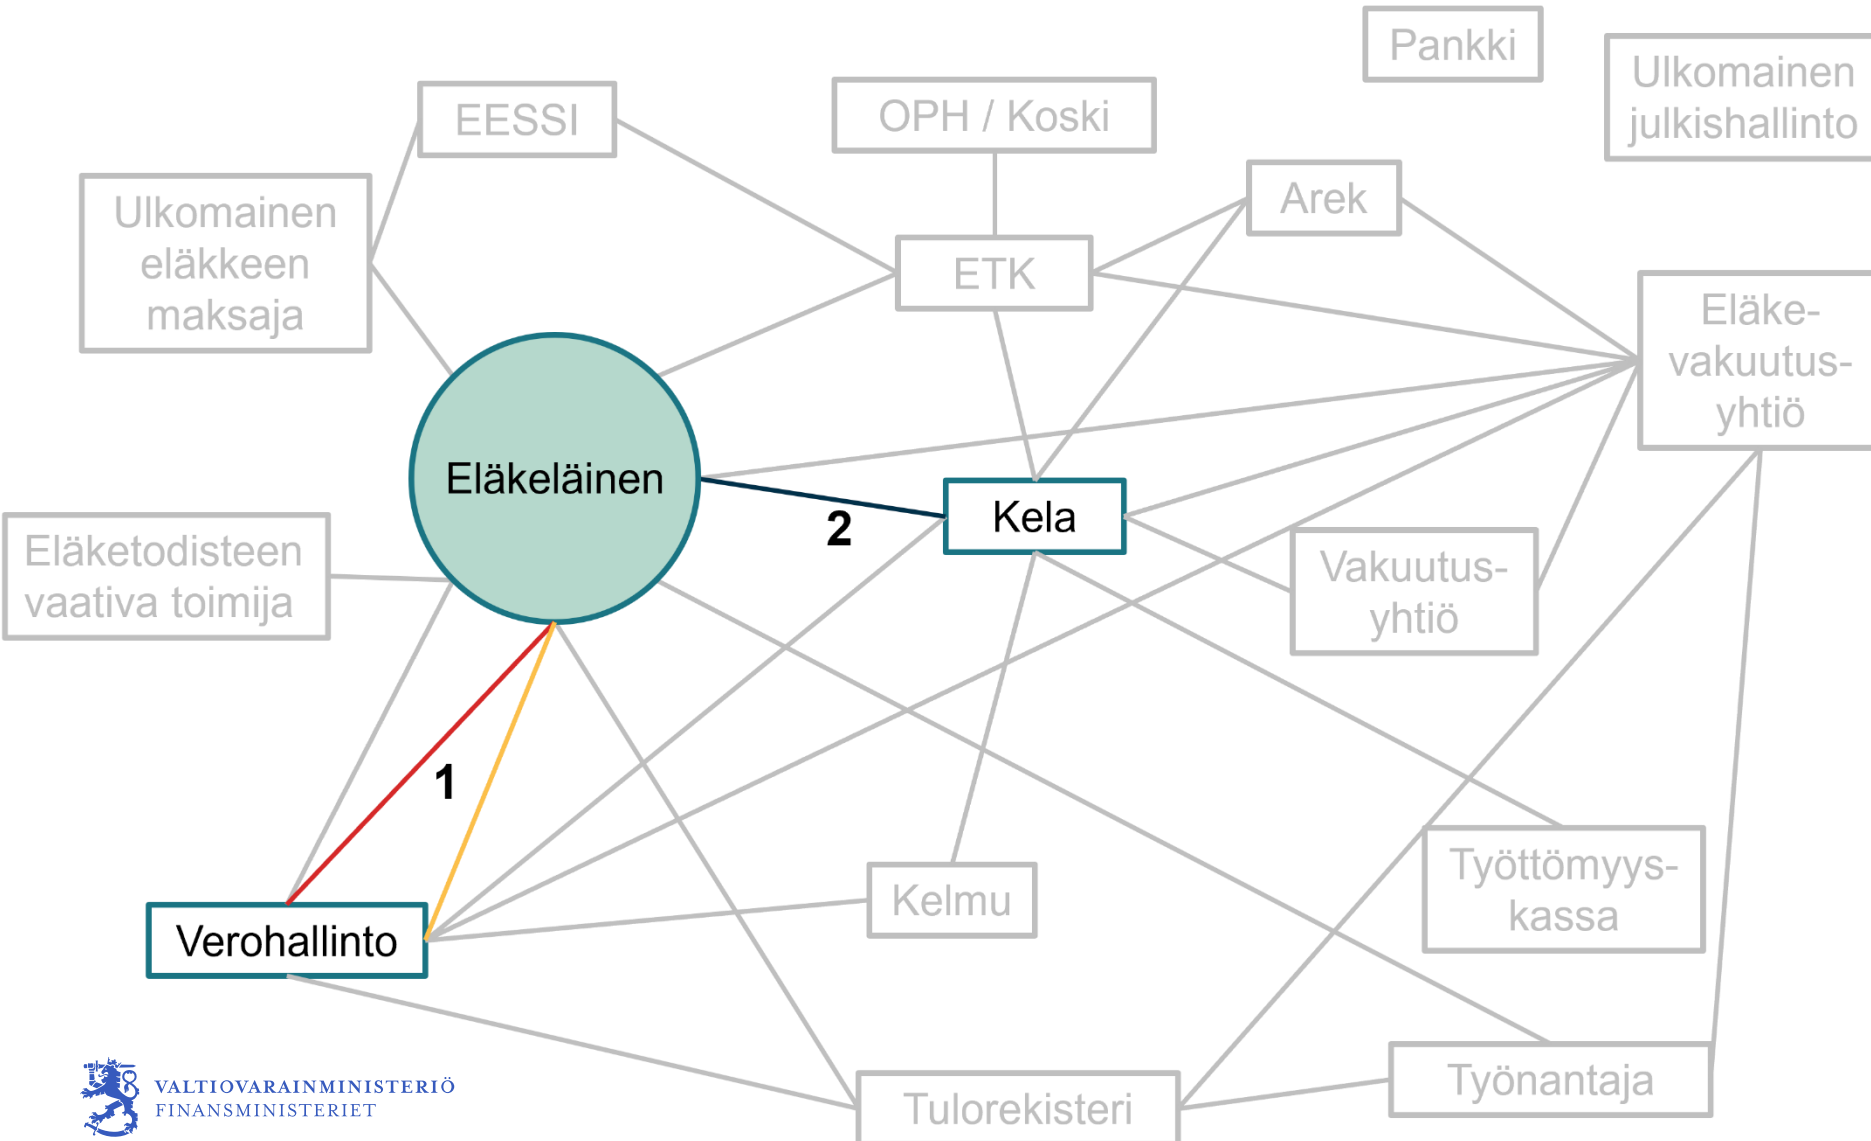 Pankki
Ulkomainen
julkishallinto
EESSI
OPH / Koski
Arek
Ulkomainen
eläkkeen
maksaja
ETK
Eläke-
vakuutus-
yhtiö
Eläkeläinen
Kela
2
Eläketodisteen
vaativa toimija
Vakuutus-
yhtiö
1
Työttömyys-
kassa
Kelmu
Verohallinto
Työnantaja
Tulorekisteri
VALTIOVARAINMINISTERIÖ
FINANSMINISTERIET